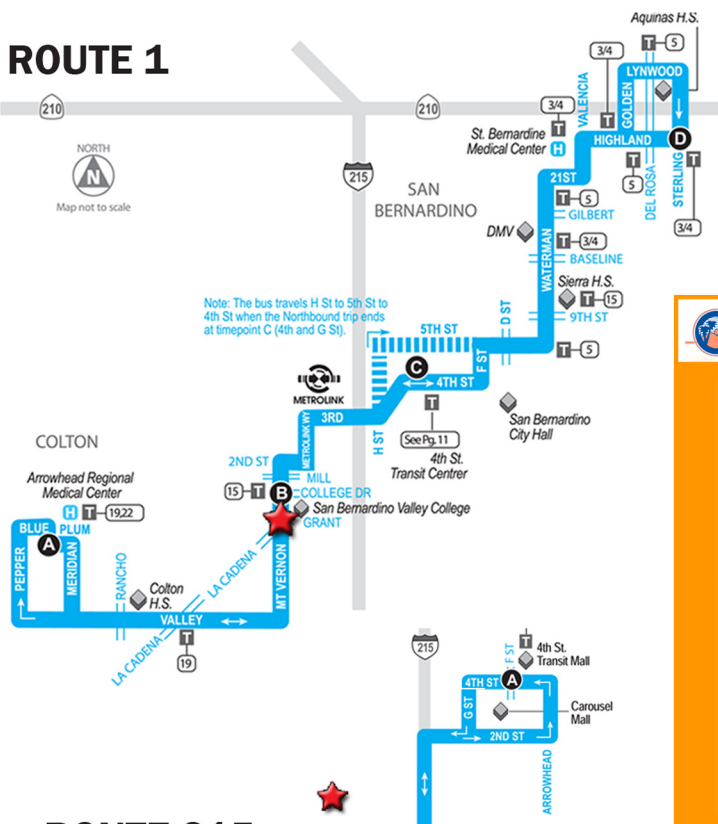 ROUTE 1
Aquinas H.S.
T 5
3/4
T
LYNWOOD
210
210
3/4
T
VALENCIA
GOLDEN
HIGHLAND
D
St. Bernardine
Medical Center H
NORTH
N
Map not to scale
215
SAN
BERNARDINO
21ST
T
5
DEL ROSA
STERLING
T
3/4
T 5
GILBERT
DMV
T 3/4
BASELINE
WATERMAN
Sierra H.S.
T 15
9TH ST
Note: The bus travels H St to 5th St to
4th St when the Northbound trip ends
at timepoint C (4th and G St).
5TH ST
D ST
T 5
F ST
C
4TH ST
METROLINK
T
See Pg. 11
4th St.
Transit Centrer
San Bernardino
City Hall
METROLINK WY
3RD
H ST
COLTON
2ND ST
MILL
15 T B COLLEGE DR
San Bernardino Valley College
GRANT
Arrowhead Regional
Medical Center
H T 19,22
BLUE
PLUM
A
PEPPER
MERIDIAN
RANCHO
Colton
H.S.
LA CADENA
MT VERNON
VALLEY
LA CADENA
T
19
215
F ST
T
4th St.
Transit Mall
4TH ST A
G ST
Carousel
Mall
2ND ST
ARROWHEAD